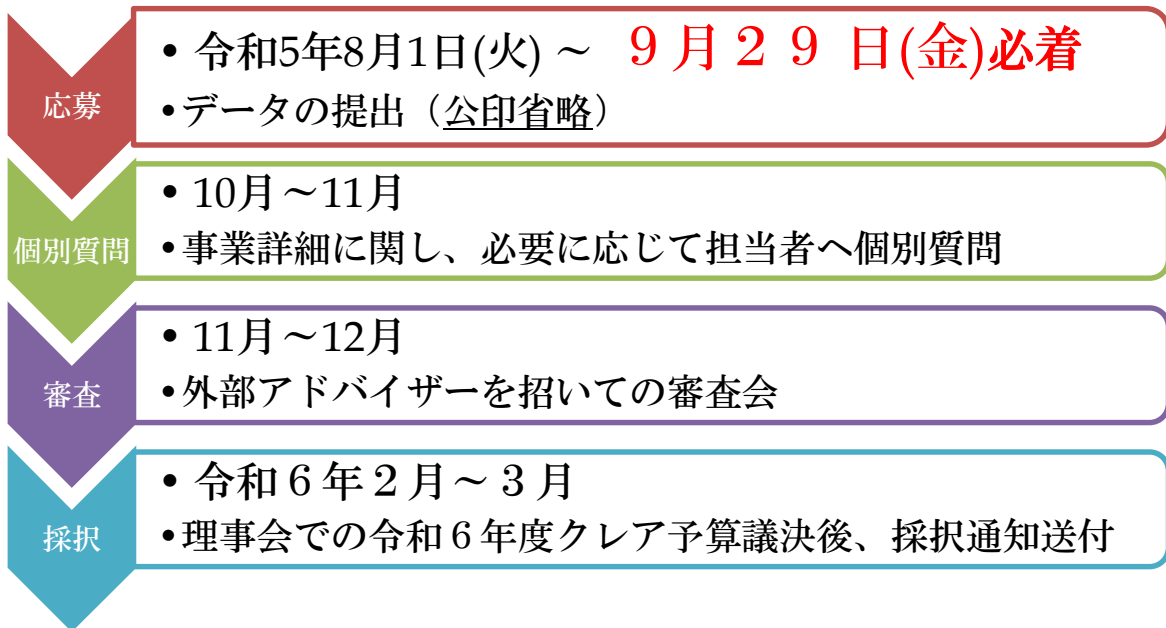 応募
• 令和5年8月1日(火) ～ ９月２９日(金)必着
•データの提出（公印省略）
個別質問
• 10月～11月
•事業詳細に関し、必要に応じて担当者へ個別質問
審査
• 11月～12月
•外部アドバイザーを招いての審査会
採択
• 令和６年２月～３月
•理事会での令和６年度クレア予算議決後、採択通知送付